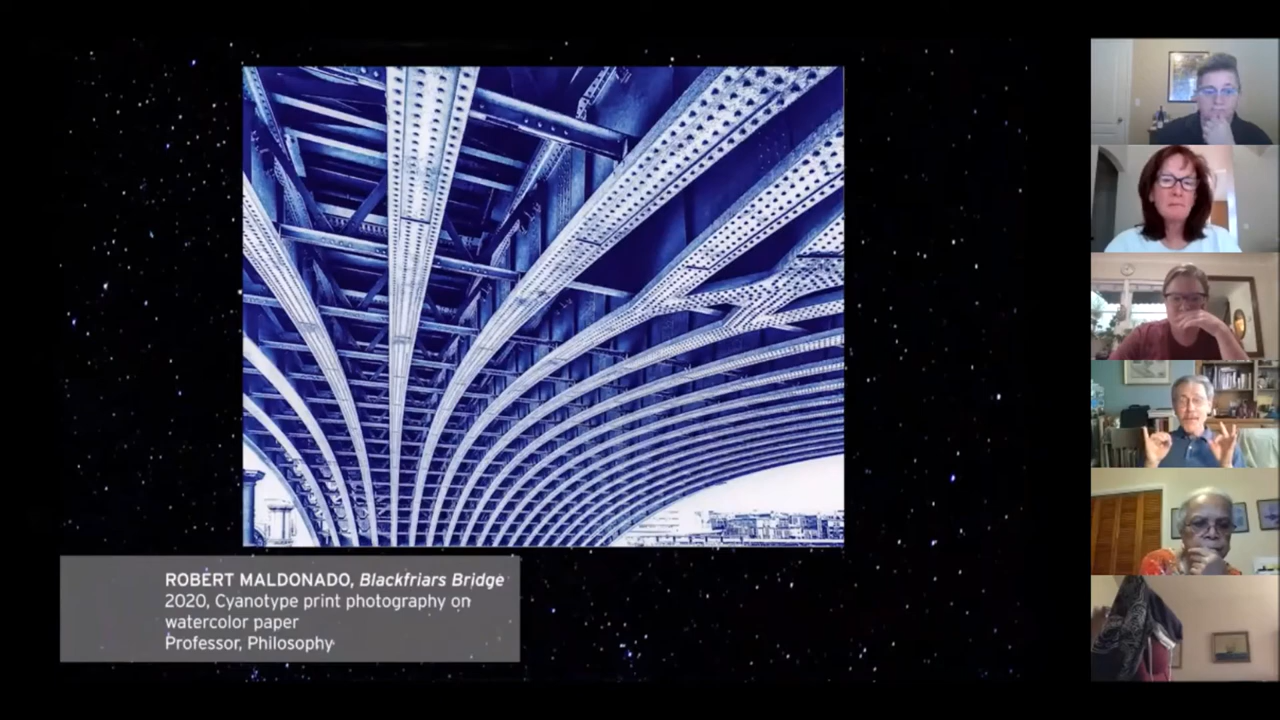 ROBERT MALDONADO, Blackfriars Bridge
2020, Cyanotype print photography on
watercolor paper
Professor, Philosophy